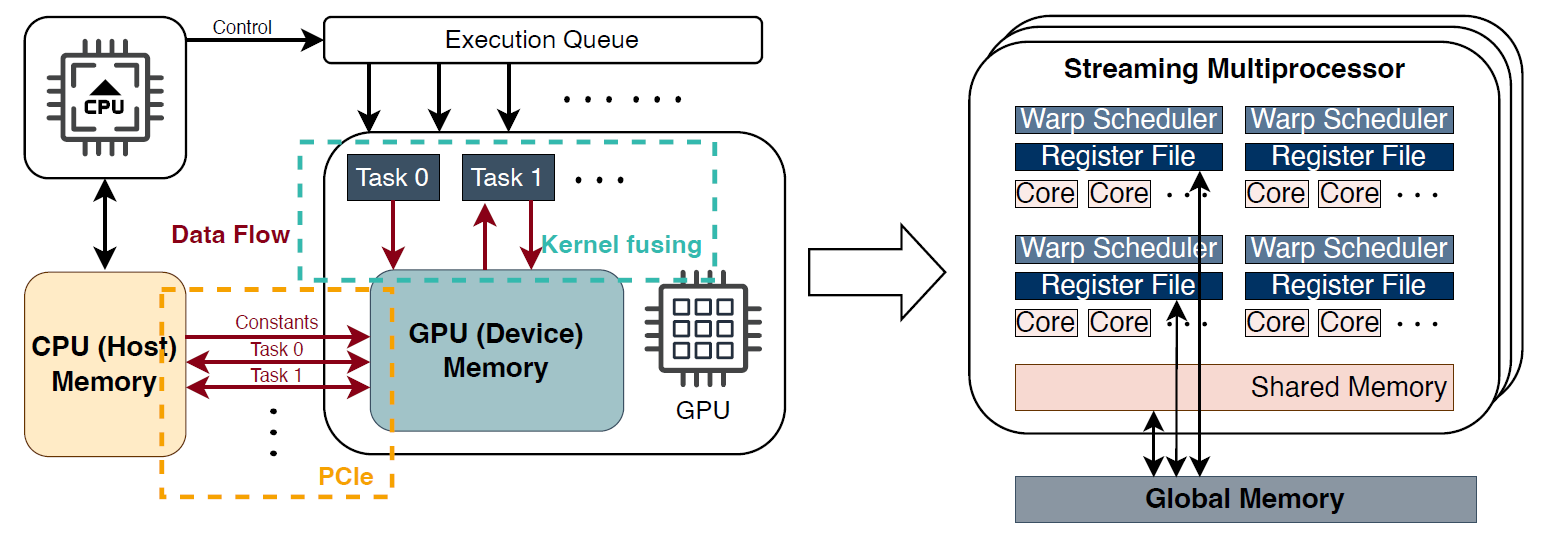 Control
Execution Queue
CPU
Task 0
Task 1
Data Flow
Kernel fusing
Constants
Task 0
Task 1
CPU (Host)
Memory
GPU (Device)
Memory
GPU
PCIe
Streaming Multiprocessor
Warp Scheduler
Warp Scheduler
Register File
Register File
Core
Core
Core
Core
Warp Scheduler
Warp Scheduler
Register File
Register File
Core
Core
Core
Core
Shared Memory
Global Memory